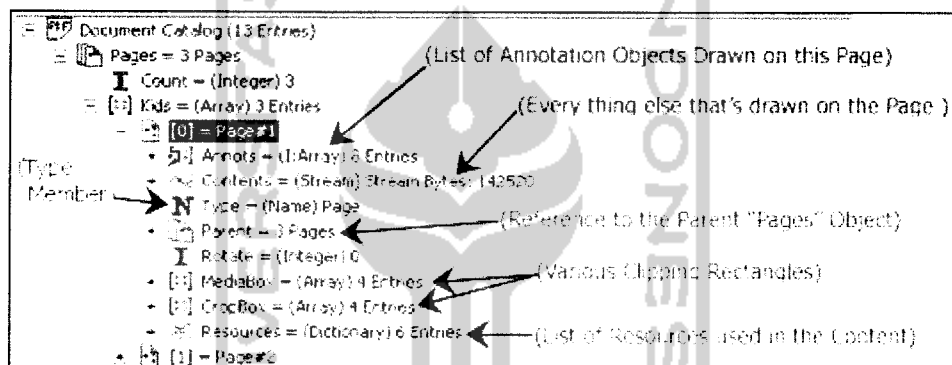 Document Catalog (13 Entries)
Pages = 3 Pages
(List of Annotation Objects Drawn on this Page)
I Count = (Integer) 3
Kids = (Array) 3 Entries
(Every thing else that's drawn on the Page )
[0] = Page#1
Annots = (I:Array) 8 Entries
(Type Member
Contents = (Stream) Stream Bytes: 142520
N Type = (Name) Page
Parent = 3 Pages
(Reference to the Parent "Pages" Object)
I Rotate = (Integer) 0
(Various Clipping Rectangles)
MediaBox = (Array) 4 Entries
CropBox = (Array) 4 Entries
Resources = (Dictionary) 6 Entries
(List of Resources used in the Content)
[1] = Page#2